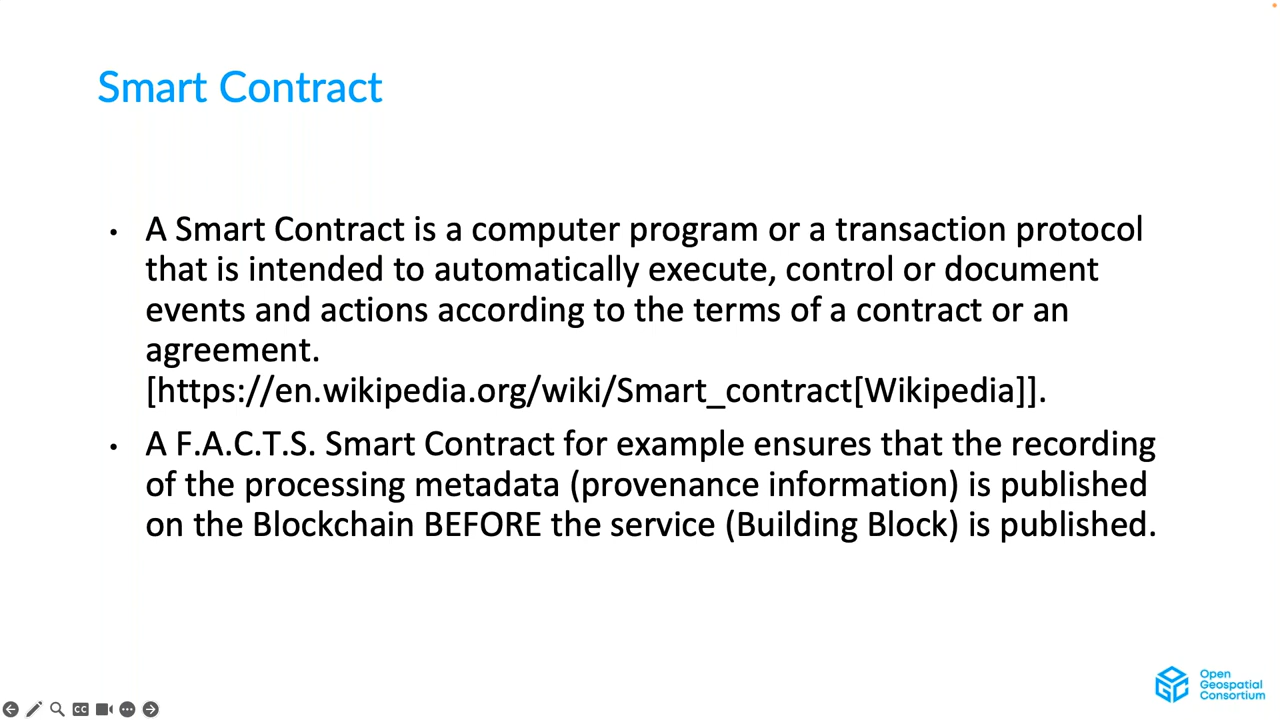 Smart Contract
• A Smart Contract is a computer program or a transaction protocol
that is intended to automatically execute, control or document
events and actions according to the terms of a contract or an
agreement.
[https://en.wikipedia.org/wiki/Smart_contract[Wikipedia]].
• A F.A.C.T.S. Smart Contract for example ensures that the recording
of the processing metadata (provenance information) is published
on the Blockchain BEFORE the service (Building Block) is published.
CC
OGC
Open
Geospatial
Consortium